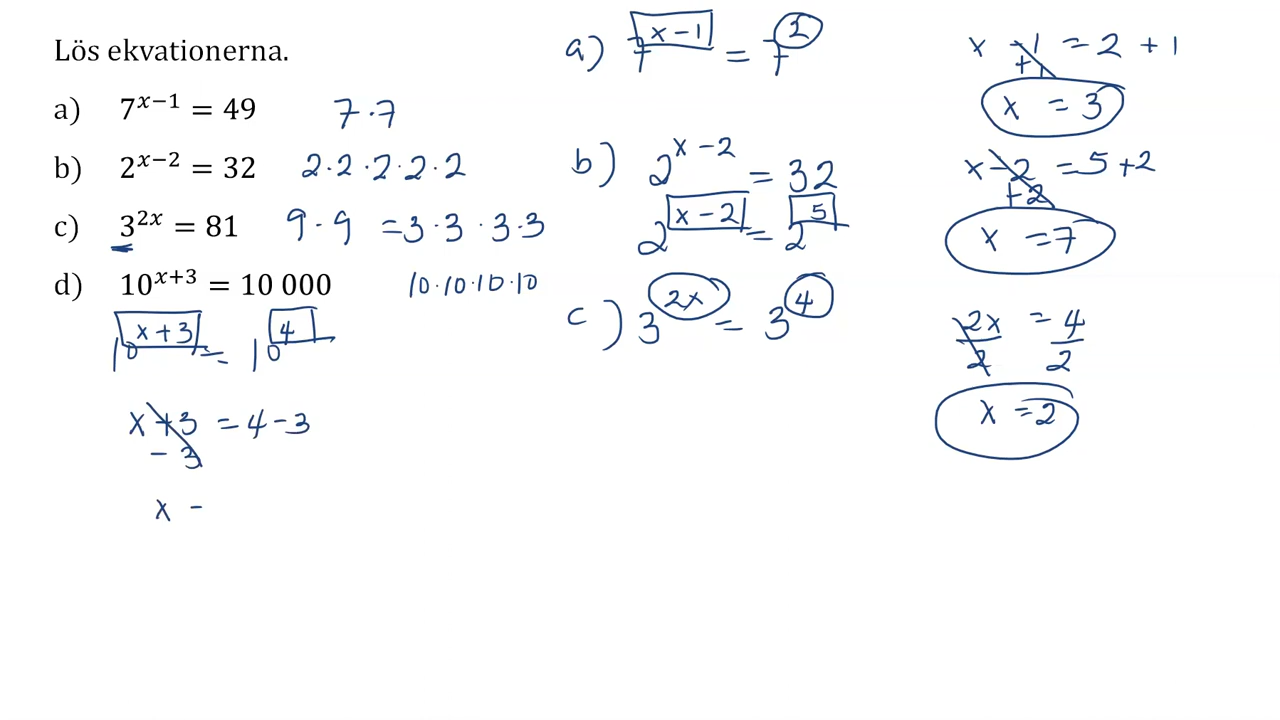 Lös ekvationerna.
a) 7^{x−1} = 49 7·7
b) 2^{x−2} = 32 2·2·2·2·2
c) 3^{2x} = 81 9·9 =3·3·3·3
d) 10^{x+3} = 10 000 10·10·10·10
10^{x+3} = 10^{4}
x+3 = 4−3
−3
x −
a) 7^{x−1} = 7^{2}
b) 2^{x−2} = 32
2^{x−2} = 2^{5}
c) 3^{2x} = 3^{4}
x −1 = 2 + 1
+1
x = 3
x−2 = 5+2
+2
x = 7
2x = 4
2 2
x = 2